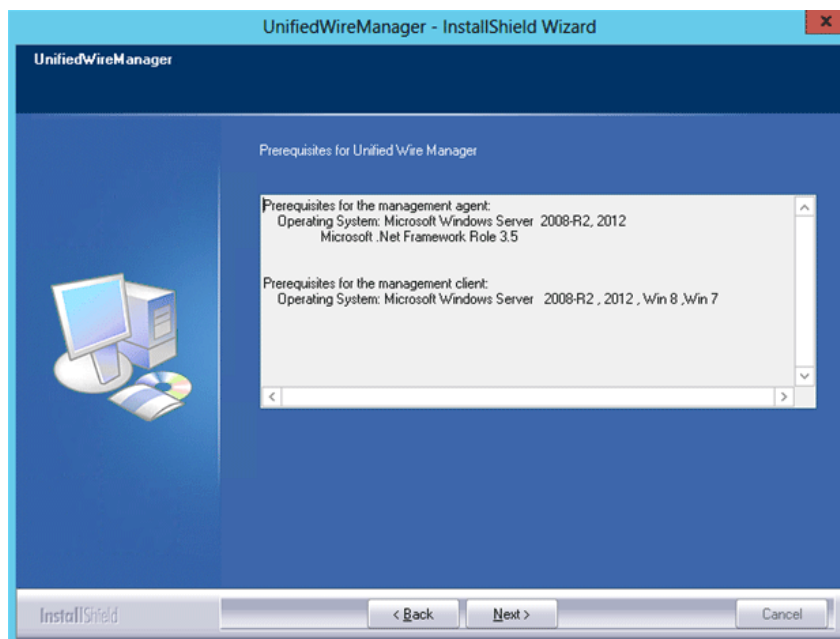 UnifiedWireManager - InstallShield Wizard
x
UnifiedWireManager
Prerequisites for Unified Wire Manager
Prerequisites for the management agent:
Operating System: Microsoft Windows Server 2008-R2, 2012
Microsoft .Net Framework Role 3.5
Prerequisites for the management client:
Operating System: Microsoft Windows Server 2008-R2 , 2012 , Win 8 ,Win 7
InstallShield
< Back
Next >
Cancel